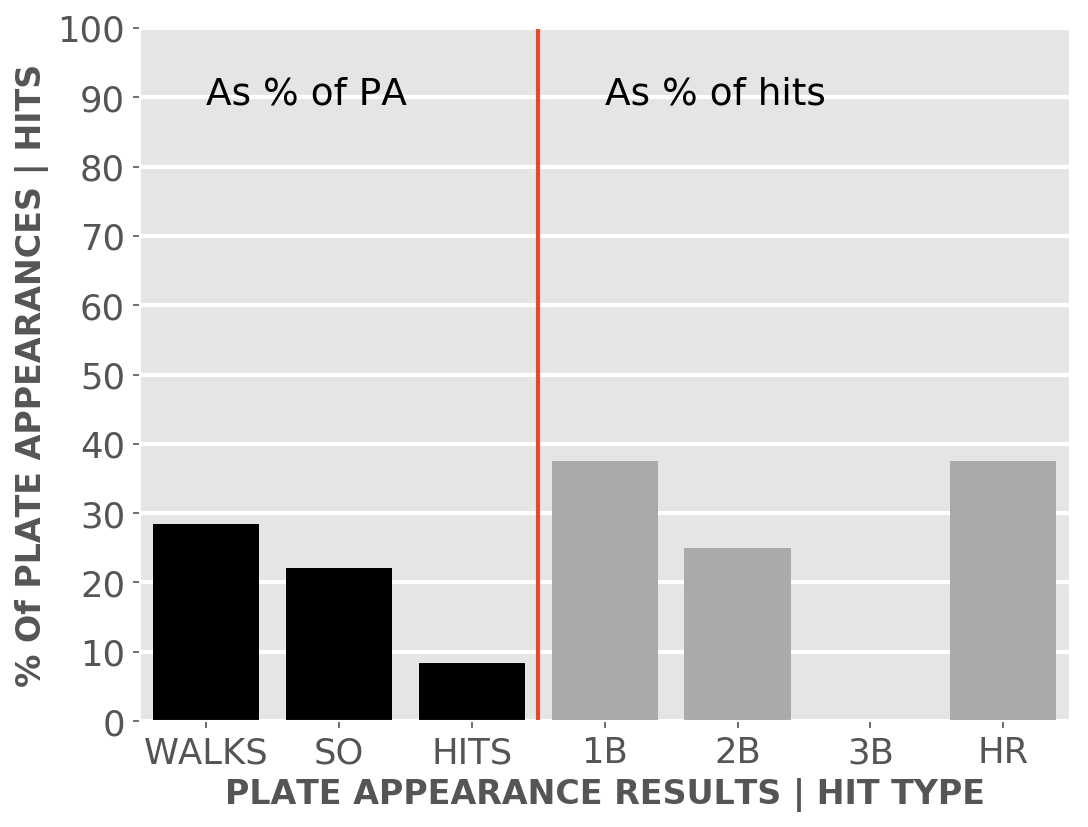 % Of PLATE APPEARANCES | HITS
100
90
80
70
60
50
40
30
20
10
0
As % of PA
As % of hits
WALKS SO HITS 1B 2B 3B HR
PLATE APPEARANCE RESULTS | HIT TYPE